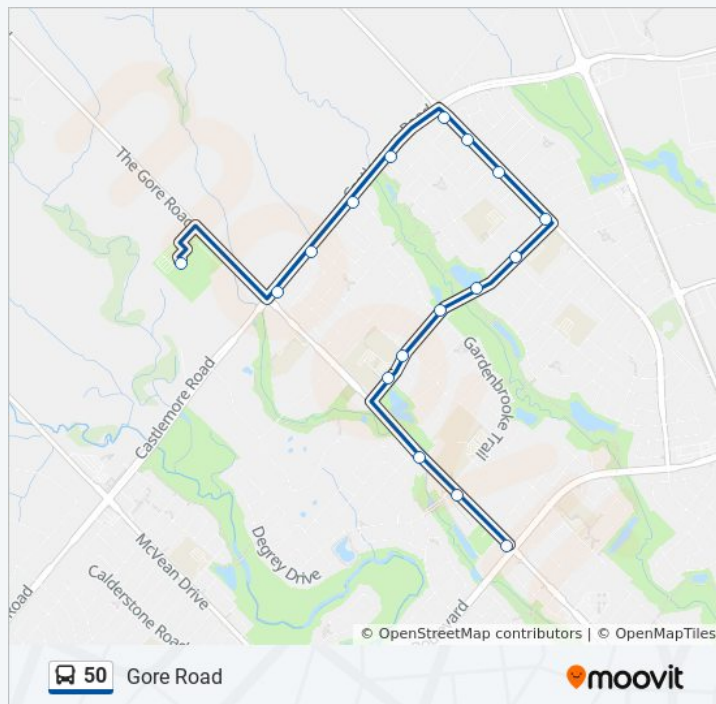 The Gore Road
Road
Castlemore Road
Gardenbrooke Trail
McVean Drive
Degrey Drive
Calderstone Road
Road
© OpenStreetMap contributors | © OpenMapTiles
50 Gore Road
moovit